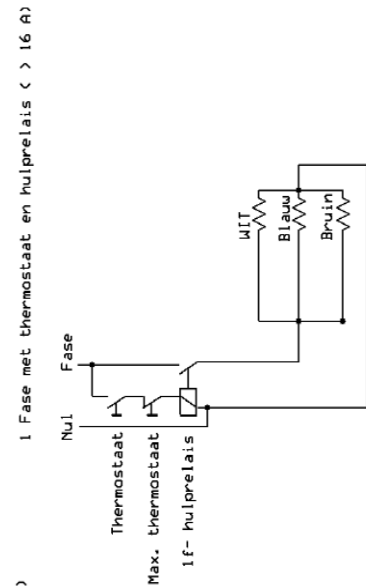 )
1 Fase met thermostaat en hulprelais ( > 16 A)
Nul
Fase
Thermostaat
Max. thermostaat
1f- hulprelais
WIT
Blauw
Bruin